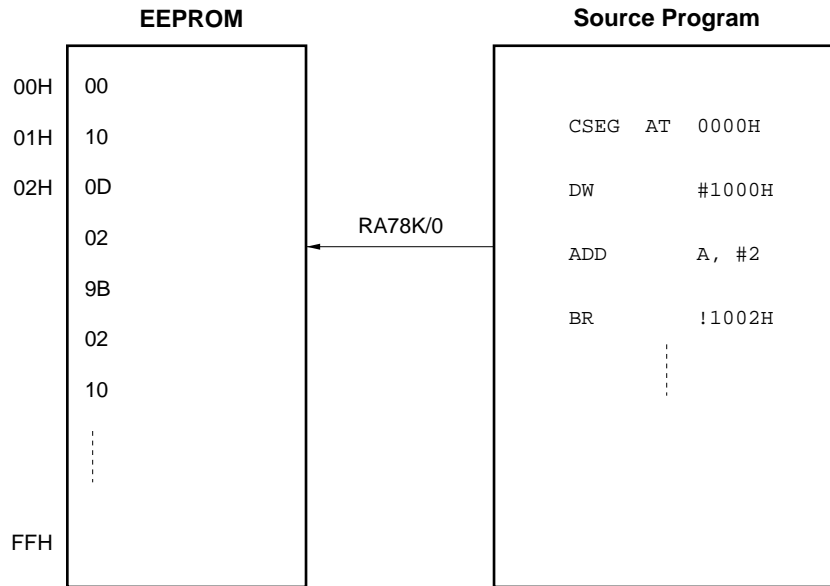 EEPROM
Source Program
00H 00
01H 10
CSEG AT 0000H
02H 0D
DW #1000H
RA78K/0
02
ADD A, #2
9B
BR !1002H
02
10
FFH